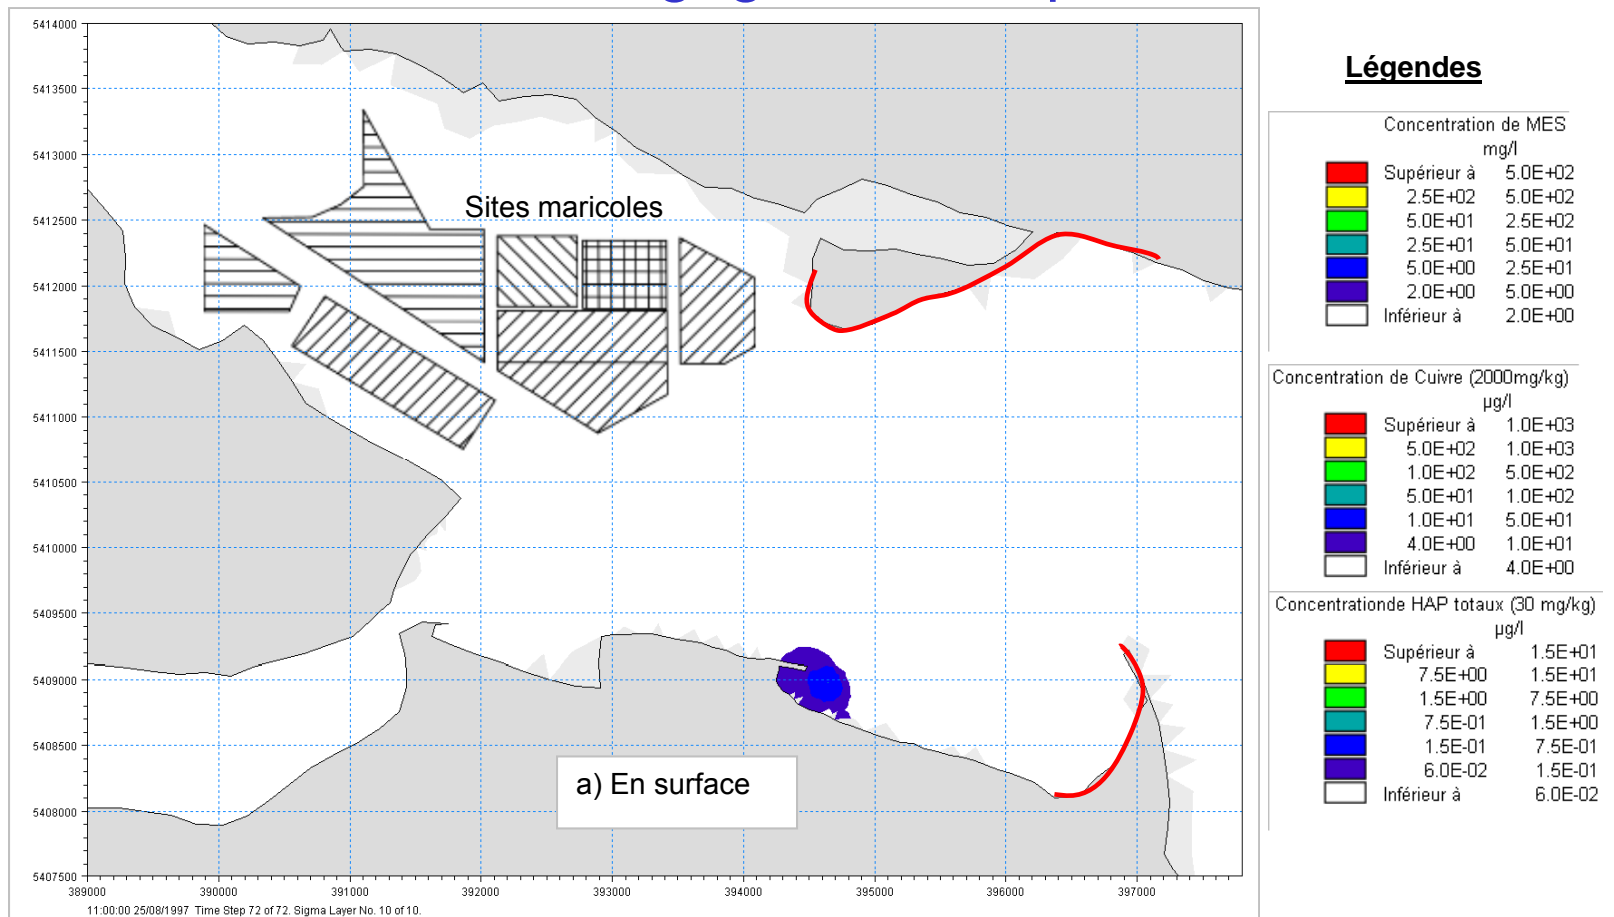 Légendes
5414000
5413500
5413000
5412500
5412000
5411500
5411000
5410500
5410000
5409500
5409000
5408500
5408000
5407500
Sites maricoles
a) En surface
389000 390000 391000 392000 393000 394000 395000 396000 397000
11:00:00 25/08/1997 Time Step 72 of 72. Sigma Layer No. 10 of 10.
Concentration de MES
mg/l
Supérieur à 5.0E+02
2.5E+02 5.0E+02
5.0E+01 2.5E+02
2.5E+01 5.0E+01
5.0E+00 2.5E+01
2.0E+00 5.0E+00
Inférieur à 2.0E+00
Concentration de Cuivre (2000mg/kg)
µg/l
Supérieur à 1.0E+03
5.0E+02 1.0E+03
1.0E+02 5.0E+02
5.0E+01 1.0E+02
1.0E+01 5.0E+01
4.0E+00 1.0E+01
Inférieur à 4.0E+00
Concentrationde HAP totaux (30 mg/kg)
µg/l
Supérieur à 1.5E+01
7.5E+00 1.5E+01
1.5E+00 7.5E+00
7.5E-01 1.5E+00
1.5E-01 7.5E-01
6.0E-02 1.5E-01
Inférieur à 6.0E-02